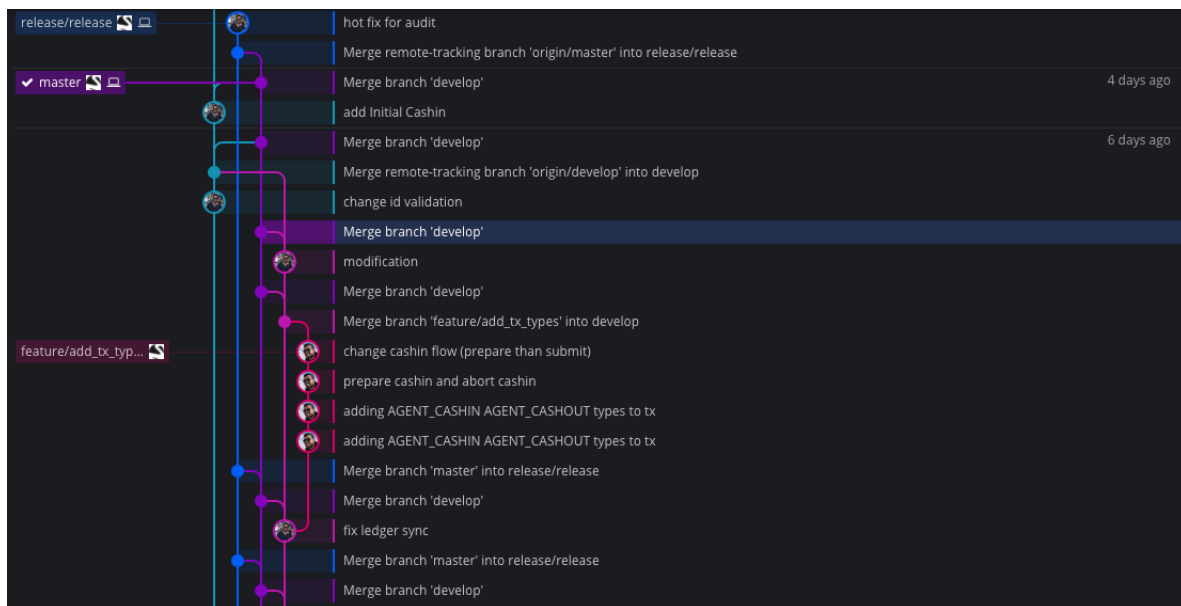 release/release hot fix for audit
Merge remote-tracking branch 'origin/master' into release/release
master Merge branch 'develop' 4 days ago
add Initial Cashin
Merge branch 'develop' 6 days ago
Merge remote-tracking branch 'origin/develop' into develop
change id validation
Merge branch 'develop'
modification
Merge branch 'develop'
Merge branch 'feature/add_tx_types' into develop
feature/add_tx_typ... change cashin flow (prepare than submit)
prepare cashin and abort cashin
adding AGENT_CASHIN AGENT_CASHOUT types to tx
adding AGENT_CASHIN AGENT_CASHOUT types to tx
Merge branch 'master' into release/release
Merge branch 'develop'
fix ledger sync
Merge branch 'master' into release/release
Merge branch 'develop'